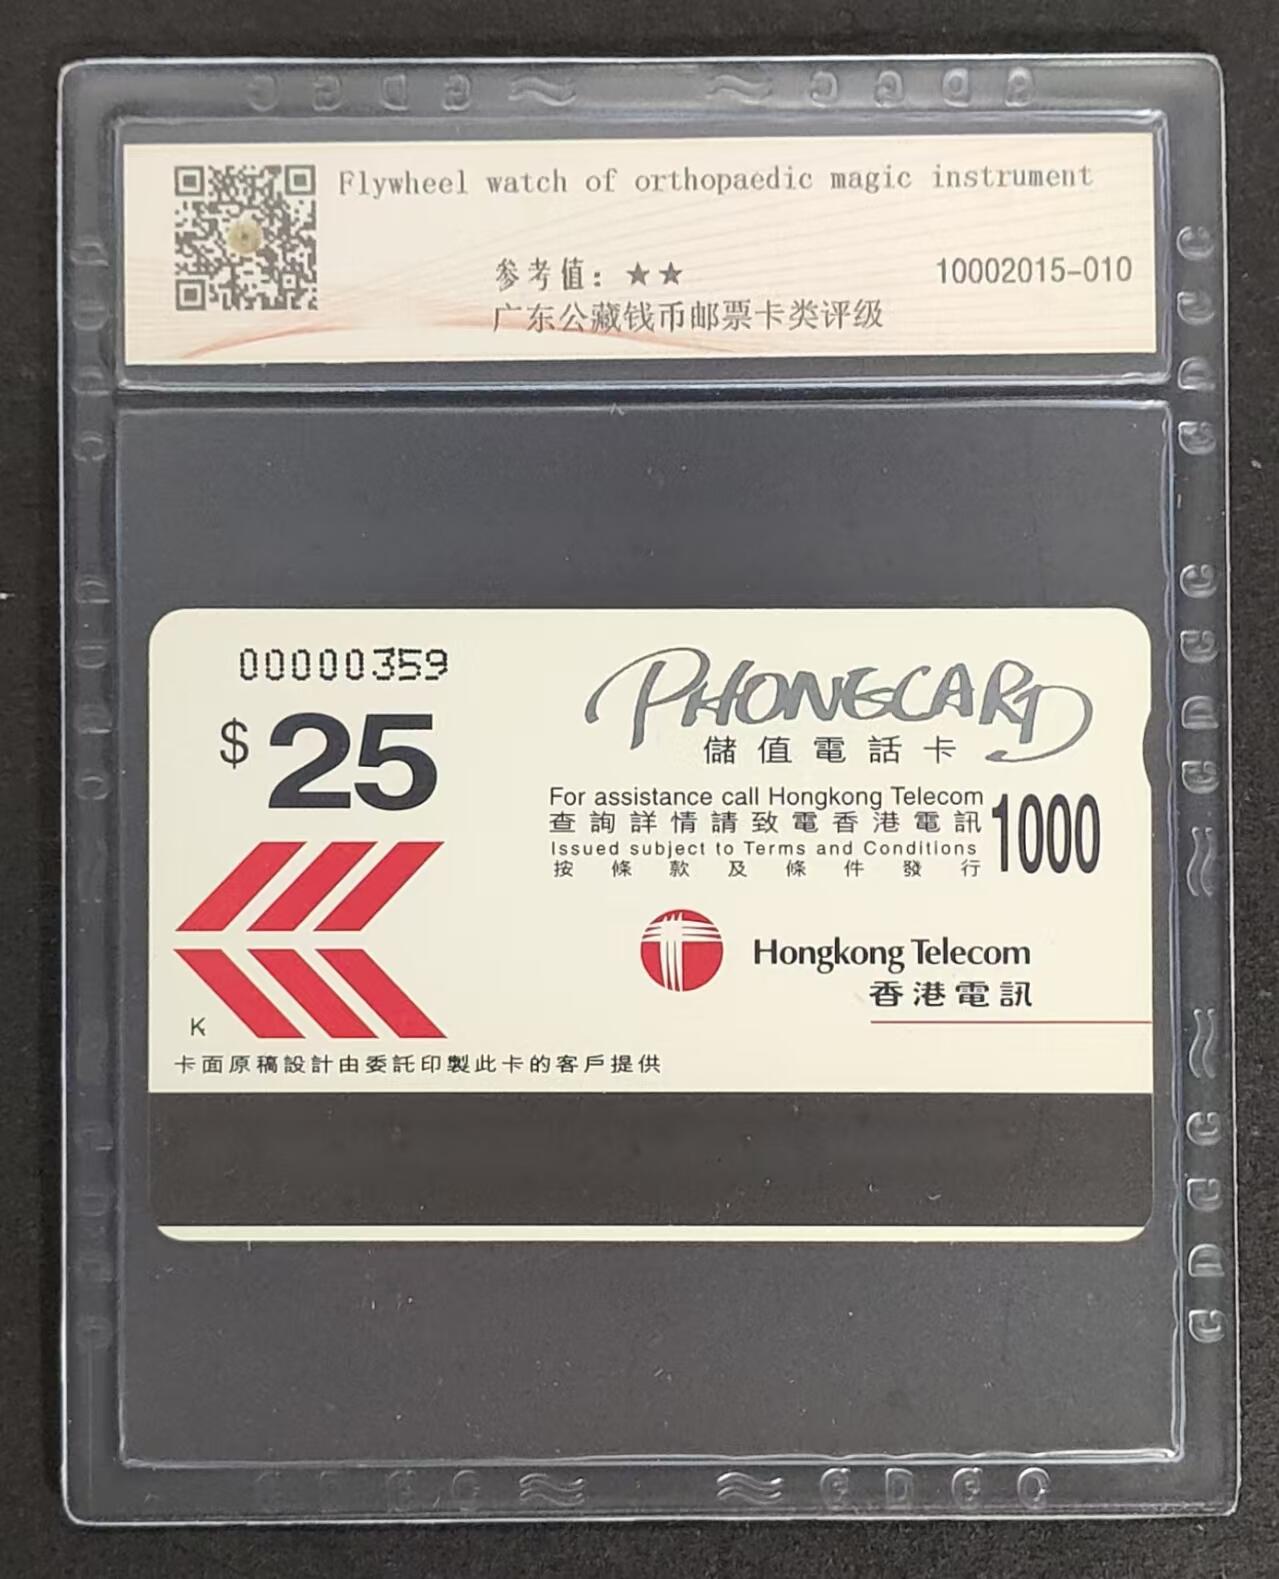 Flywheel watch of orthopaedic magic instrument
参考值：★★
10002015-010
广东公藏钱币邮票卡类评级
00000359
$25
PHONECARD
儲值電話卡
For assistance call Hongkong Telecom
查詢詳情請致電香港電訊
1000
Issued subject to Terms and Conditions
按條款及條件發行
Hongkong Telecom
香港電訊
K
卡面原稿設計由委託印製此卡的客戶提供